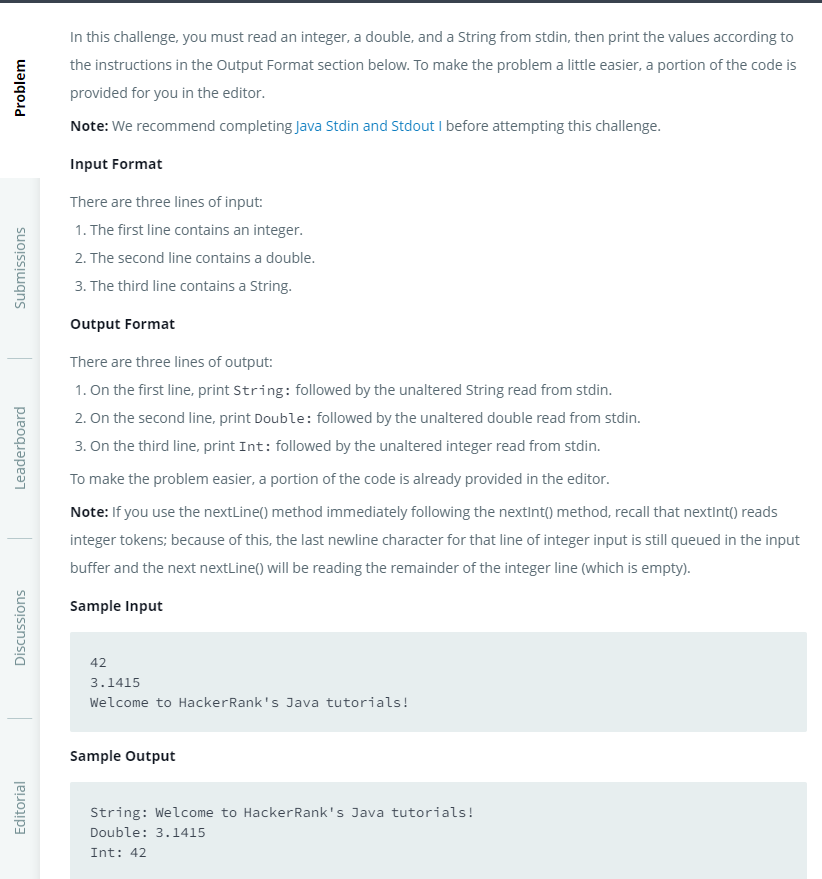 Problem
Submissions
Leaderboard
Discussions
Editorial
In this challenge, you must read an integer, a double, and a String from stdin, then print the values according to
the instructions in the Output Format section below. To make the problem a little easier, a portion of the code is
provided for you in the editor.
Note: We recommend completing Java Stdin and Stdout I before attempting this challenge.
Input Format
There are three lines of input:
1. The first line contains an integer.
2. The second line contains a double.
3. The third line contains a String.
Output Format
There are three lines of output:
1. On the first line, print String: followed by the unaltered String read from stdin.
2. On the second line, print Double: followed by the unaltered double read from stdin.
3. On the third line, print Int: followed by the unaltered integer read from stdin.
To make the problem easier, a portion of the code is already provided in the editor.
Note: If you use the nextLine() method immediately following the nextInt() method, recall that nextInt() reads
integer tokens; because of this, the last newline character for that line of integer input is still queued in the input
buffer and the next nextLine() will be reading the remainder of the integer line (which is empty).
Sample Input
42
3.1415
Welcome to HackerRank's Java tutorials!
Sample Output
String: Welcome to HackerRank's Java tutorials!
Double: 3.1415
Int: 42